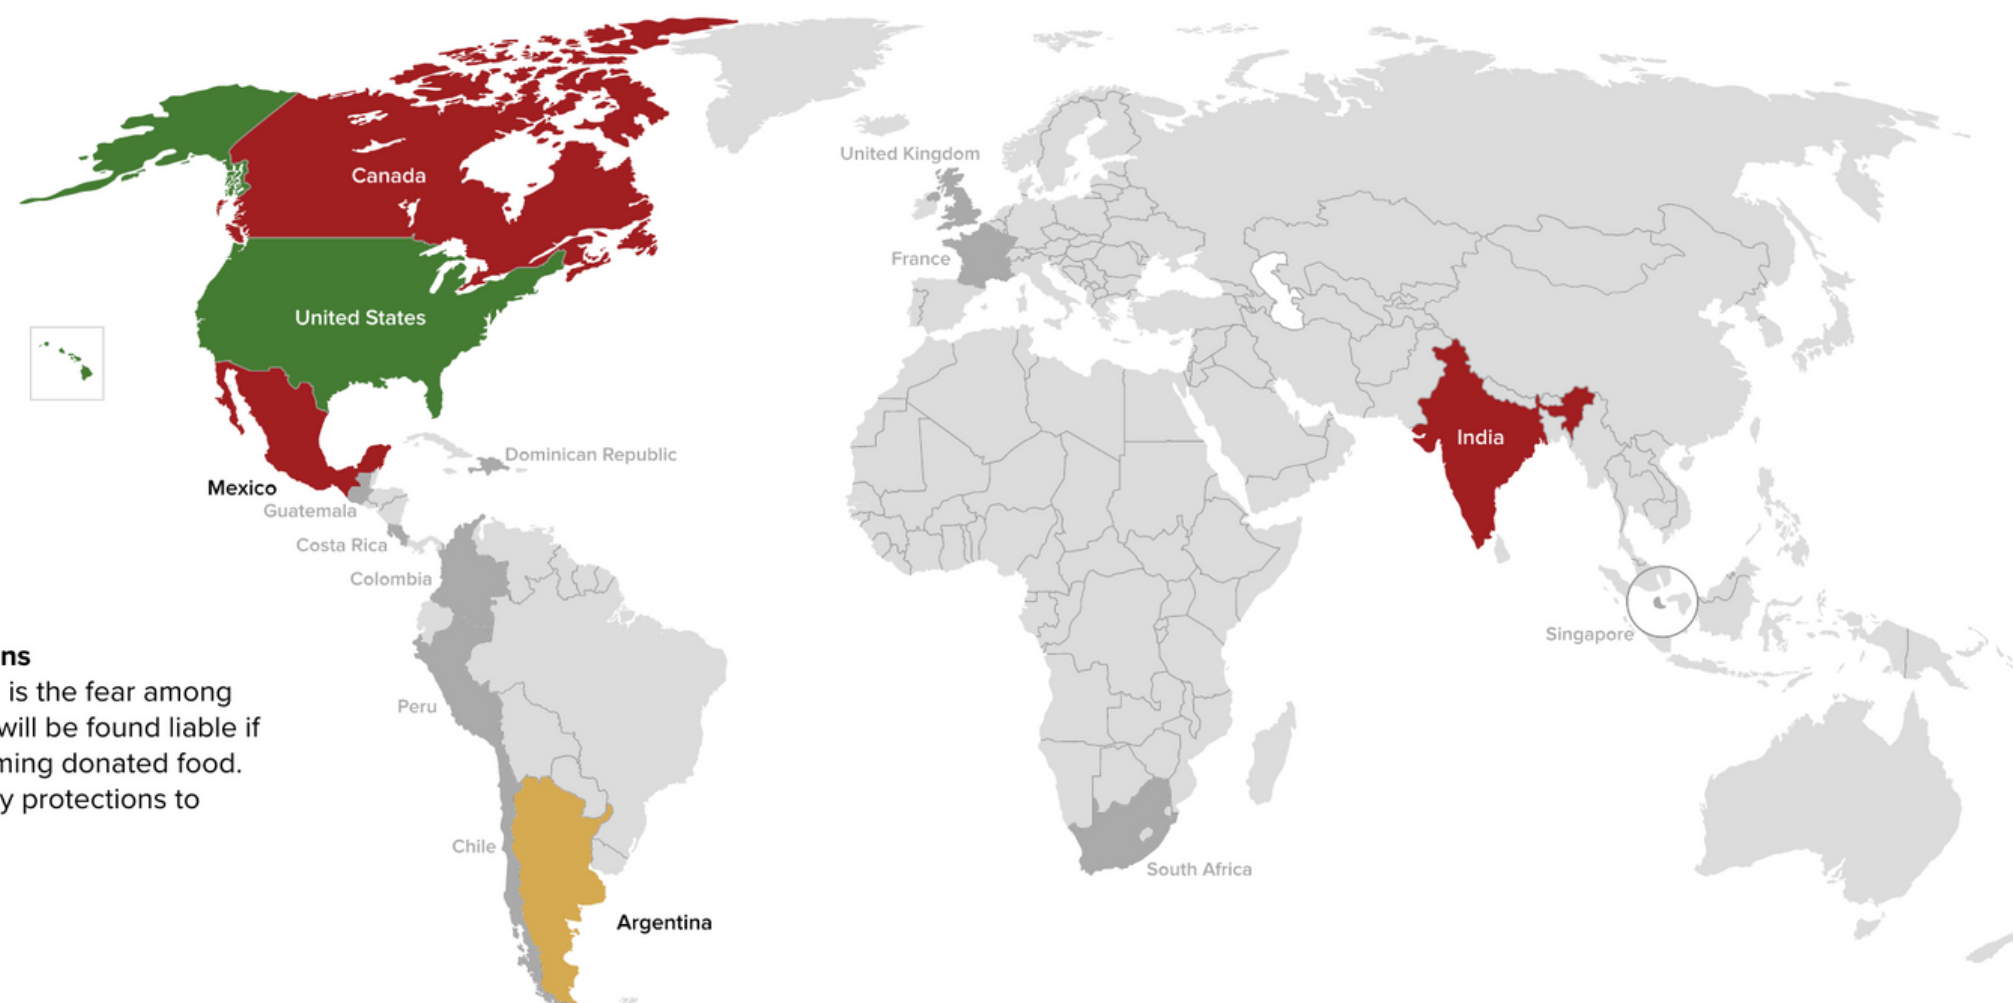 United Kingdom
Canada
France
United States
India
Dominican Republic
Mexico
Guatemala
Costa Rica
Colombia
Singapore
ns
is the fear among
Peru
will be found liable if
ming donated food.
y protections to
Chile
South Africa
Argentina